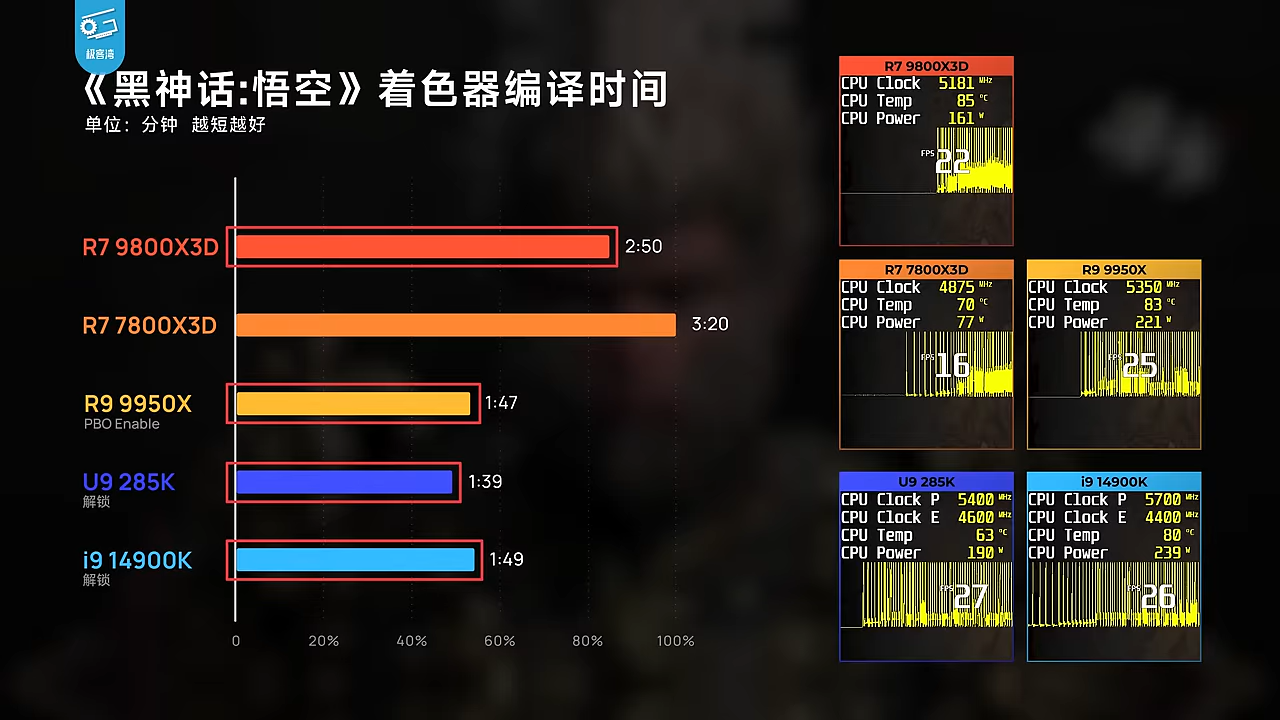 极客湾
《黑神话:悟空》着色器编译时间
单位：分钟 越短越好
R7 9800X3D
2:50
R7 7800X3D
3:20
R9 9950X
PBO Enable
1:47
U9 285K
解锁
1:39
i9 14900K
解锁
1:49
0 20% 40% 60% 80% 100%
R7 9800X3D
CPU Clock 5181 MHz
CPU Temp 85 °C
CPU Power 161 W
FPS 22
R7 7800X3D
CPU Clock 4875 MHz
CPU Temp 70 °C
CPU Power 77 W
FPS 16
R9 9950X
CPU Clock 5350 MHz
CPU Temp 83 °C
CPU Power 221 W
FPS 25
U9 285K
CPU Clock P 5400 MHz
CPU Clock E 4600 MHz
CPU Temp 63 °C
CPU Power 190 W
FPS 27
i9 14900K
CPU Clock P 5700 MHz
CPU Clock E 4400 MHz
CPU Temp 80 °C
CPU Power 239 W
FPS 26